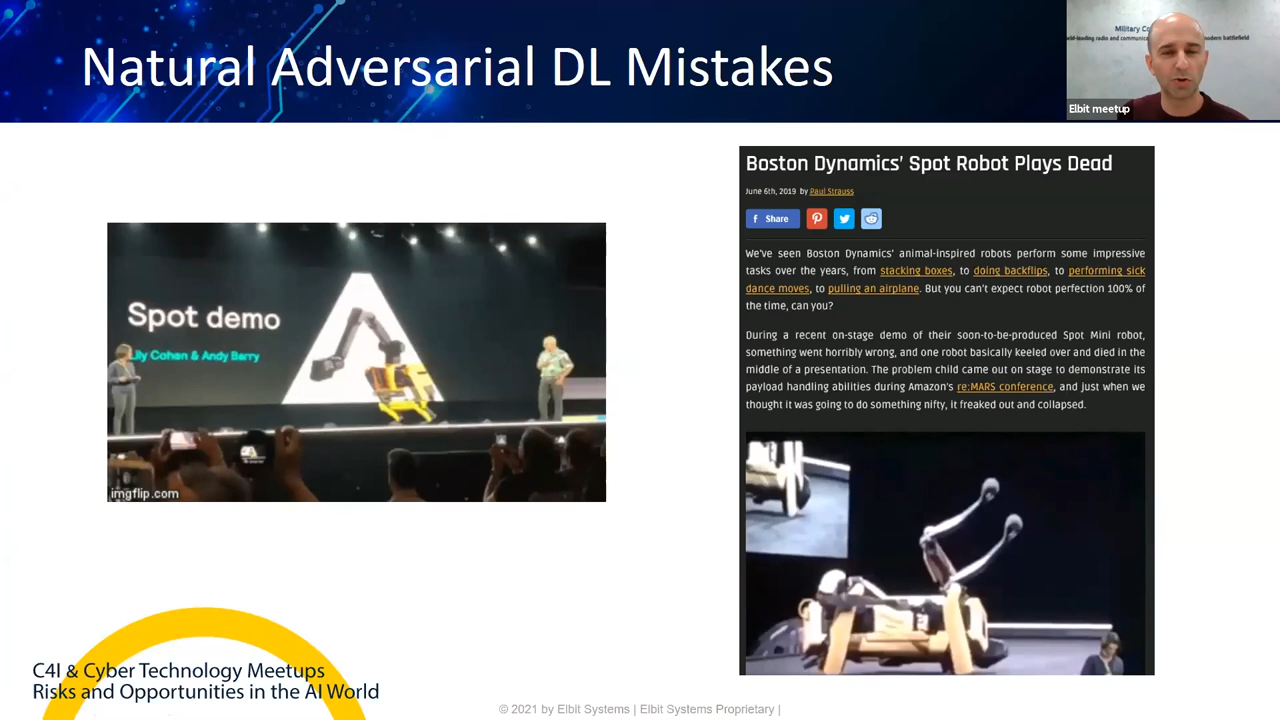 Natural Adversarial DL Mistakes
Military Co
modern battlefield
Elbit meetup
Spot demo
Lily Cohen & Andy Barry
imgflip.com
Boston Dynamics’ Spot Robot Plays Dead
June 6th, 2019 by Paul Strauss
Share
We’ve seen Boston Dynamics’ animal-inspired robots perform some impressive
tasks over the years, from stacking boxes, to doing backflips, to performing sick
dance moves, to pulling an airplane. But you can’t expect robot perfection 100% of
the time, can you?
During a recent on-stage demo of their soon-to-be-produced Spot Mini robot,
something went horribly wrong, and one robot basically keeled over and died in the
middle of a presentation. The problem child came out on stage to demonstrate its
payload handling abilities during Amazon’s re:MARS conference, and just when we
thought it was going to do something nifty, it freaked out and collapsed.
C4I & Cyber Technology Meetups
Risks and Opportunities in the AI World
© 2021 by Elbit Systems | Elbit Systems Proprietary |